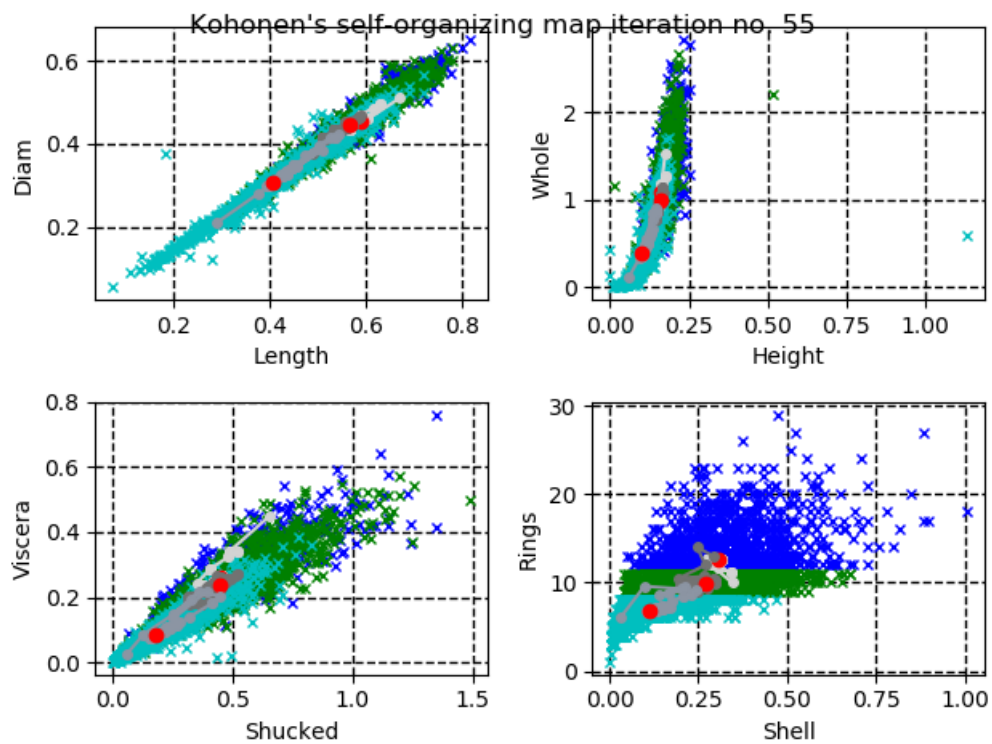 Kohonen's self-organizing map iteration no. 55
0.6
0.4
0.2
Diam
0.2 0.4 0.6 0.8
Length
2
1
0
Whole
0.00 0.25 0.50 0.75 1.00
Height
0.8
0.6
0.4
0.2
0.0
Viscera
0.0 0.5 1.0 1.5
Shucked
30
20
10
0
Rings
0.00 0.25 0.50 0.75 1.00
Shell